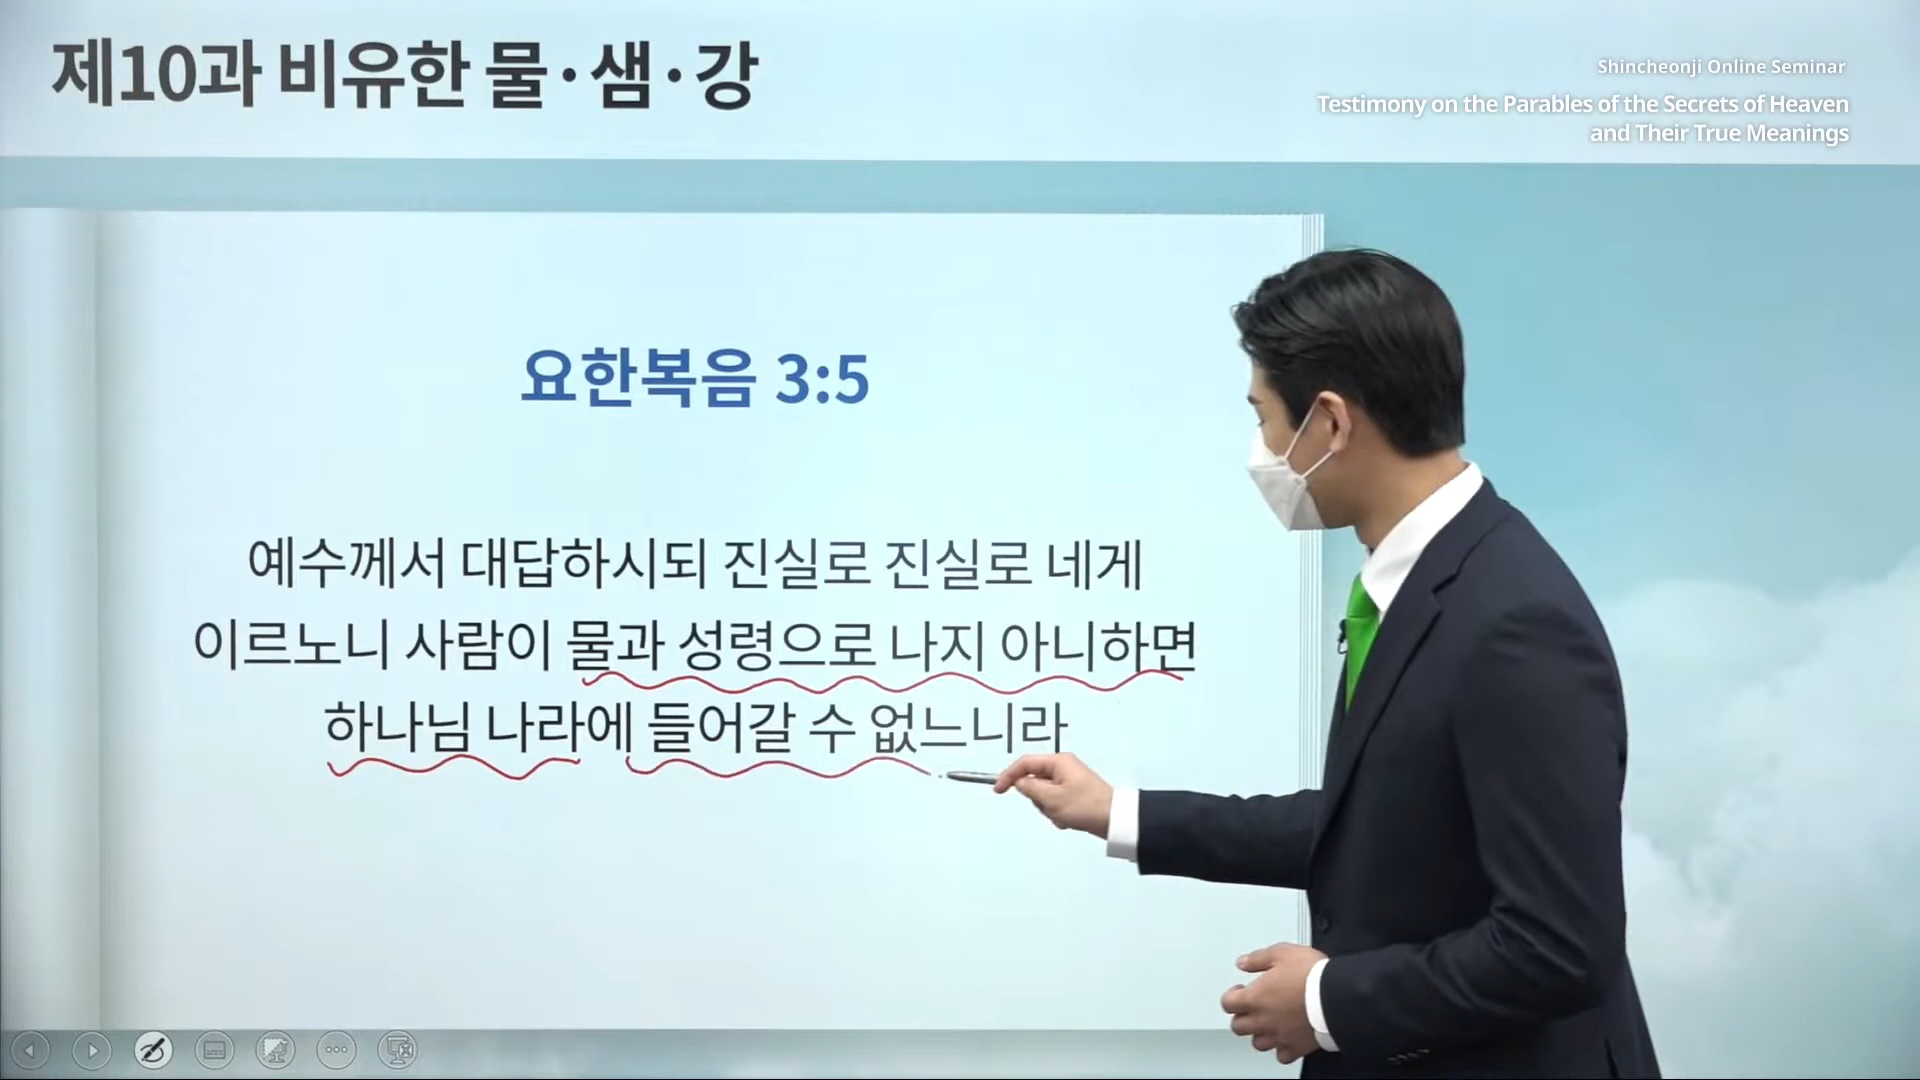 제10과 비유한 물·샘·강
Shincheonji Online Seminar
Testimony on the Parables of the Secrets of Heaven
and Their True Meanings
요한복음 3:5
예수께서 대답하시되 진실로 진실로 네게
이르노니 사람이 물과 성령으로 나지 아니하면
하나님 나라에 들어갈 수 없느니라